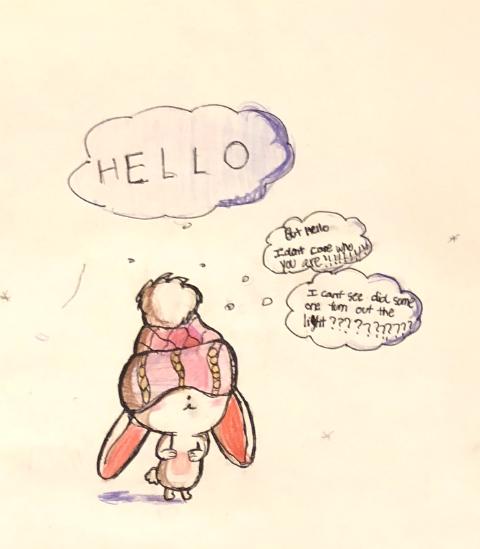 HELLO
But hello
I dont care who
you are!!!!!!!!
I cant see did some
one turn out the
light??????????